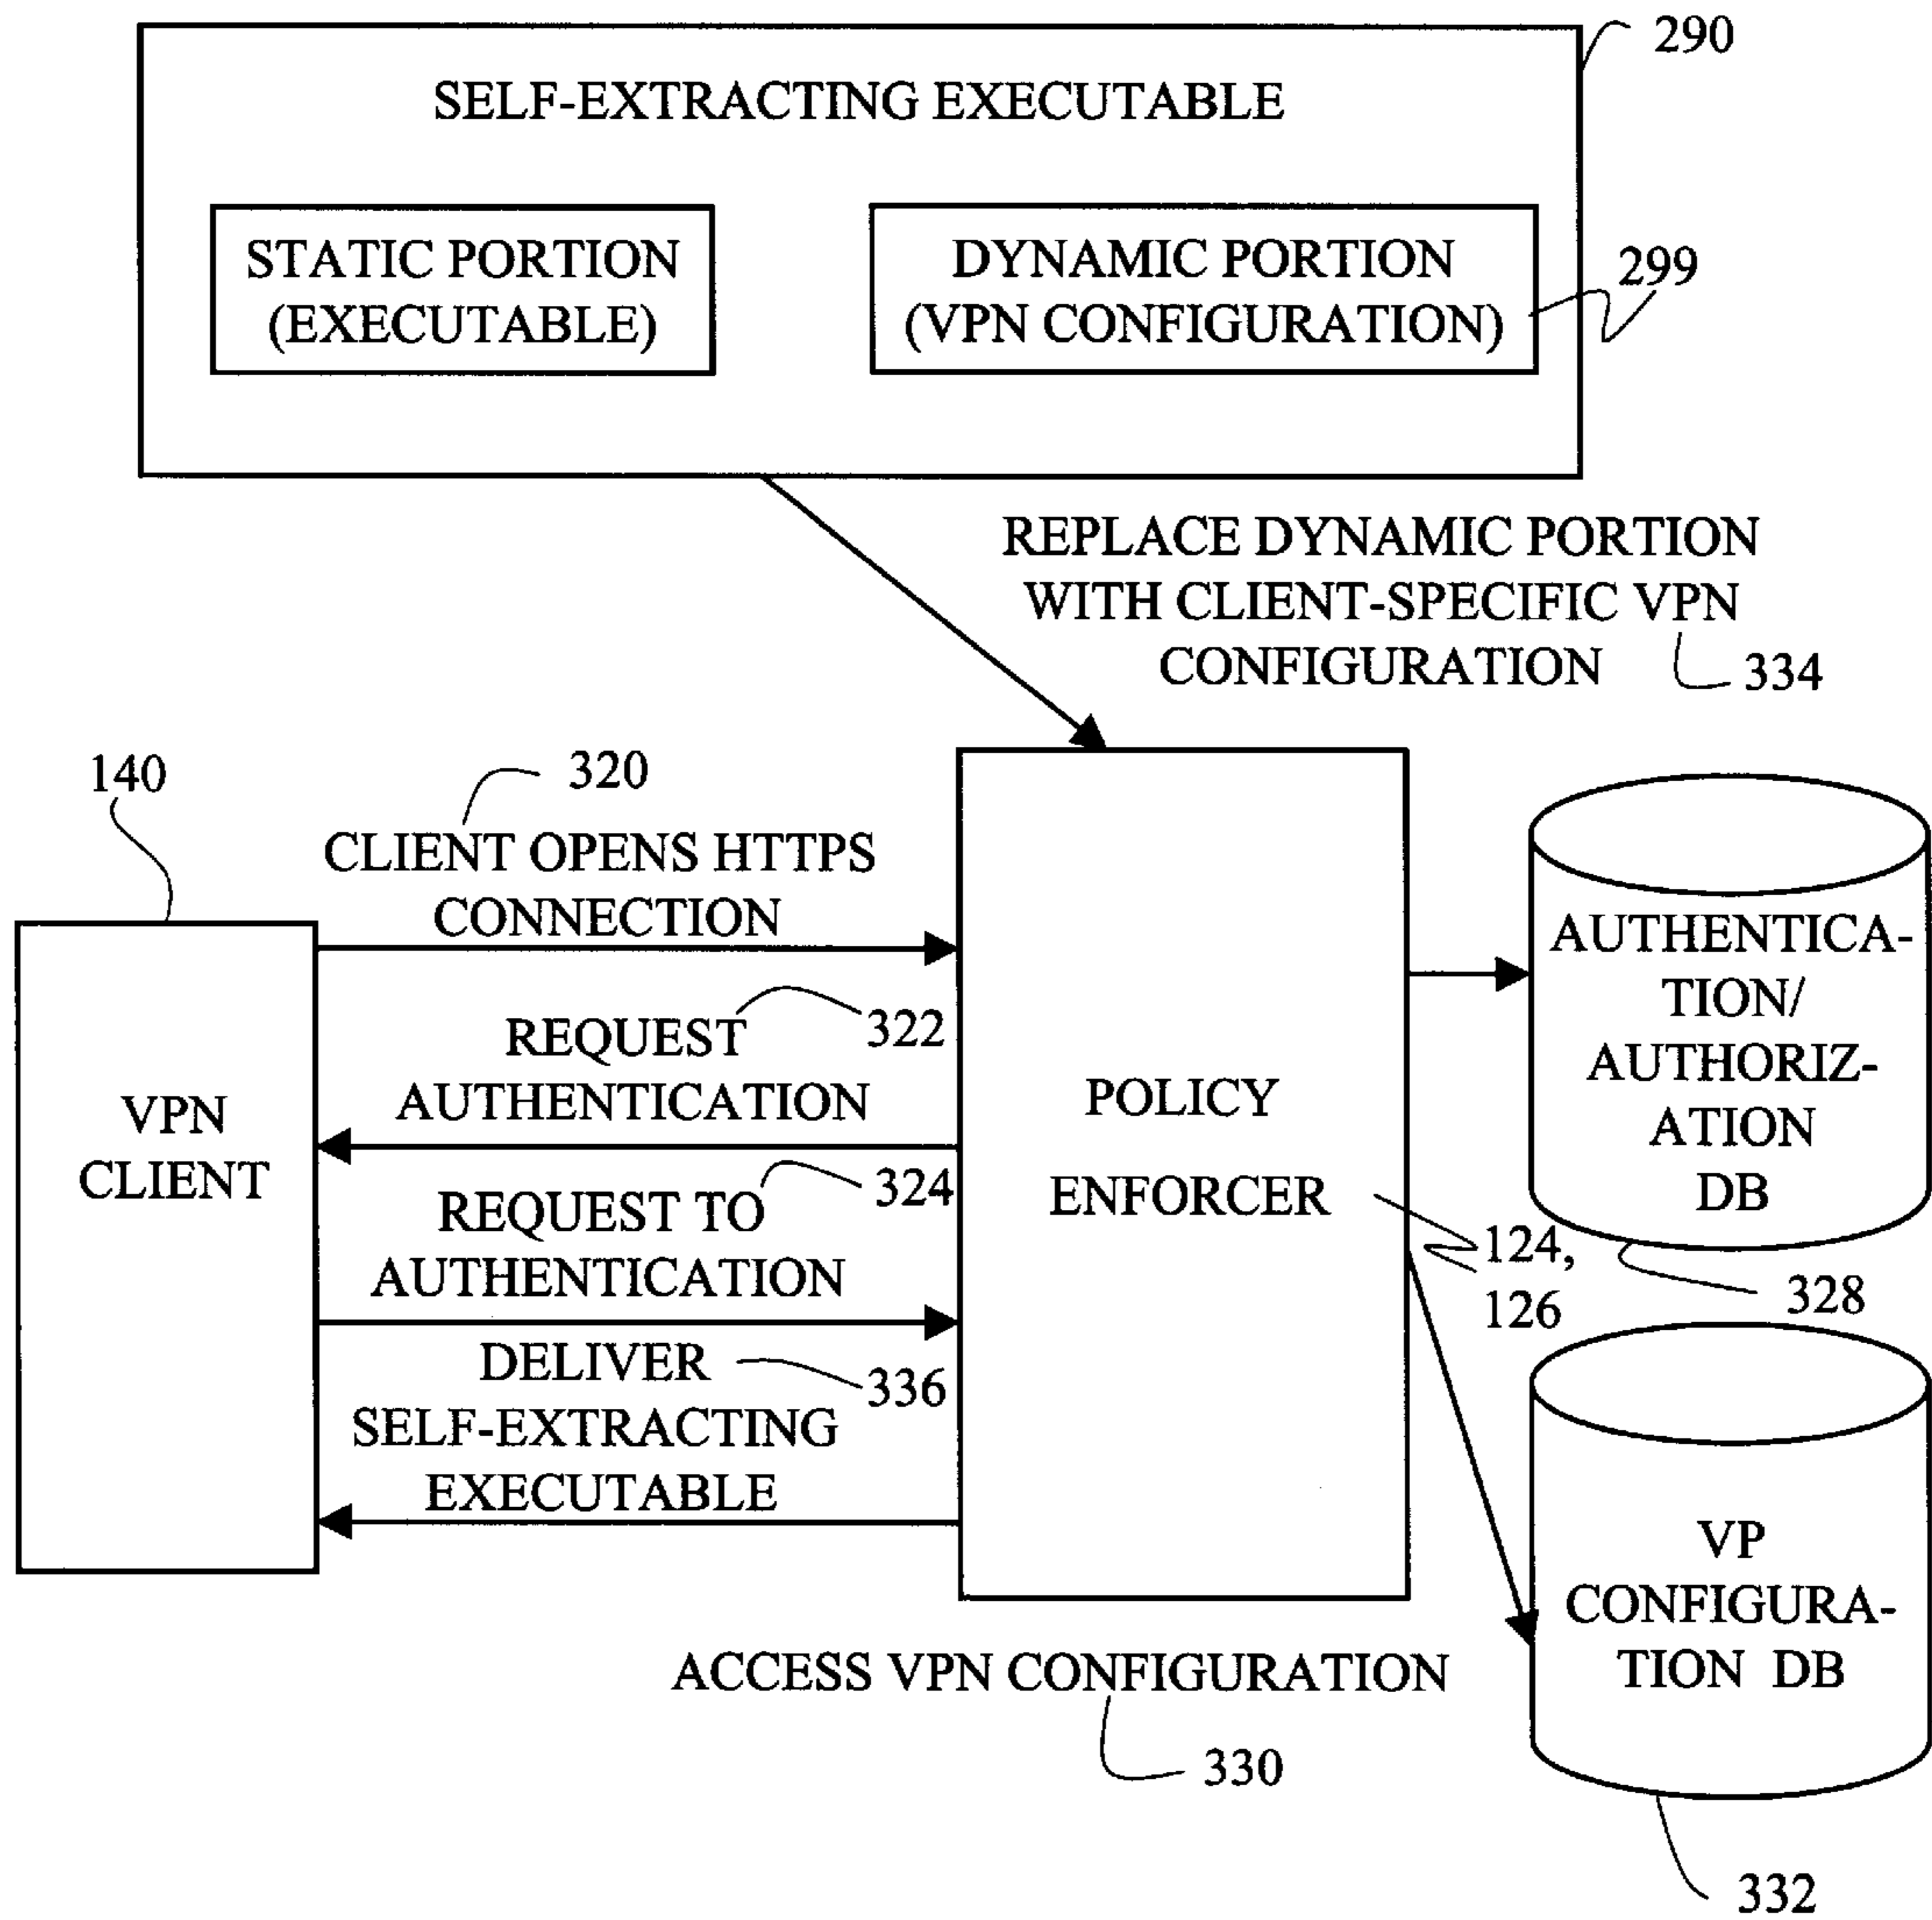 290
SELF-EXTRACTING EXECUTABLE
STATIC PORTION
(EXECUTABLE)
DYNAMIC PORTION
(VPN CONFIGURATION)
299
REPLACE DYNAMIC PORTION
WITH CLIENT-SPECIFIC VPN
CONFIGURATION
334
140
320
CLIENT OPENS HTTPS
CONNECTION
322
REQUEST
AUTHENTICATION
324
REQUEST TO
AUTHENTICATION
DELIVER
336
SELF-EXTRACTING
EXECUTABLE
VPN
CLIENT
POLICY
ENFORCER
124,
126
AUTHENTICA-
TION/
AUTHORIZ-
ATION
DB
328
VP
CONFIGURA-
TION DB
ACCESS VPN CONFIGURATION
330
332